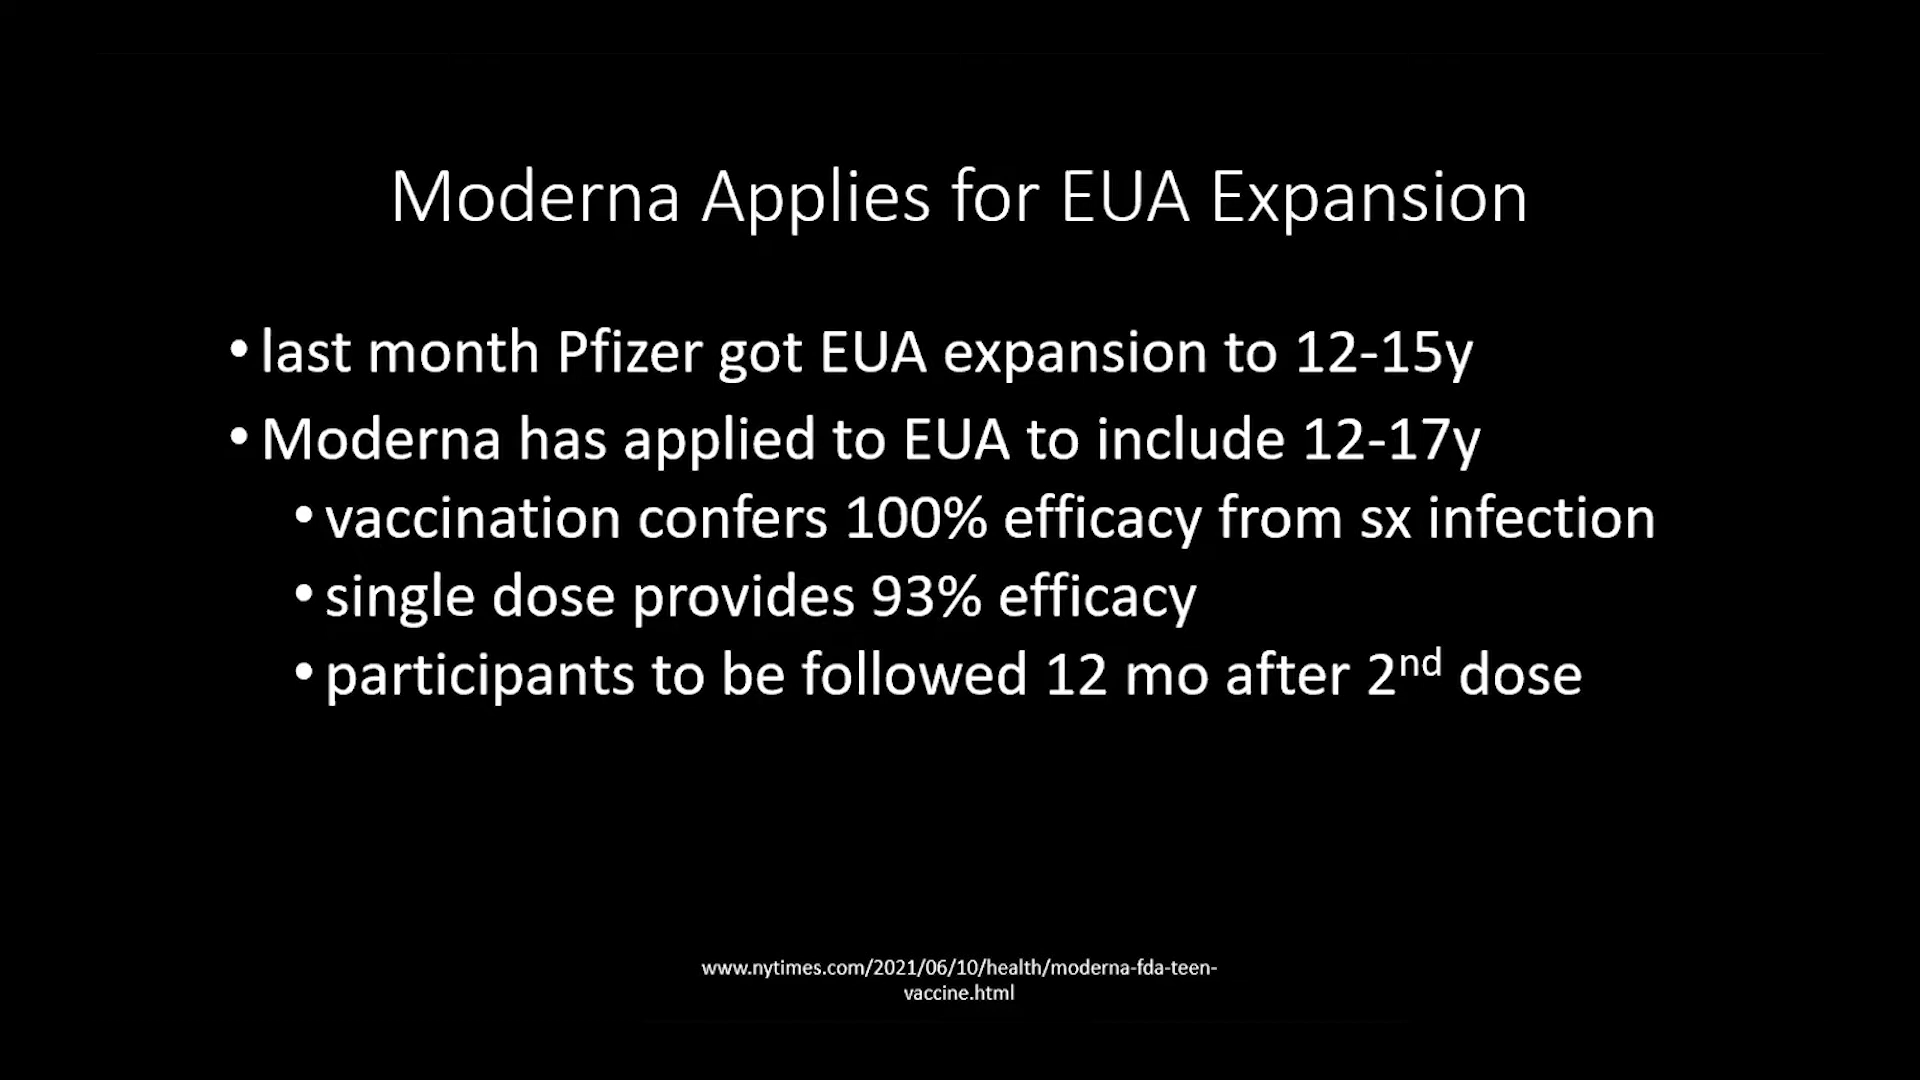 Moderna Applies for EUA Expansion
• last month Pfizer got EUA expansion to 12-15y
• Moderna has applied to EUA to include 12-17y
• vaccination confers 100% efficacy from sx infection
• single dose provides 93% efficacy
• participants to be followed 12 mo after 2nd dose
www.nytimes.com/2021/06/10/health/moderna-fda-teen-
vaccine.html